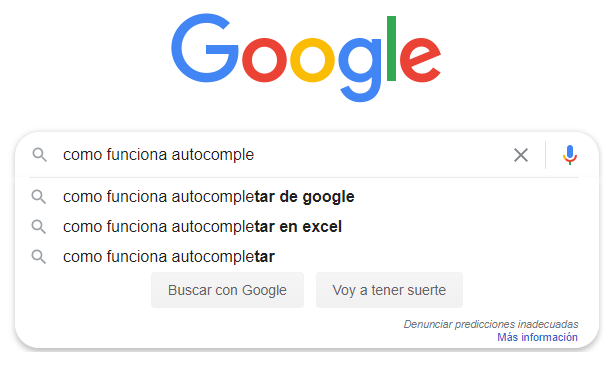 Google
como funciona autocomple
como funciona autocompletar de google
como funciona autocompletar en excel
como funciona autocompletar
Buscar con Google Voy a tener suerte
Denunciar predicciones inadecuadas
Más información